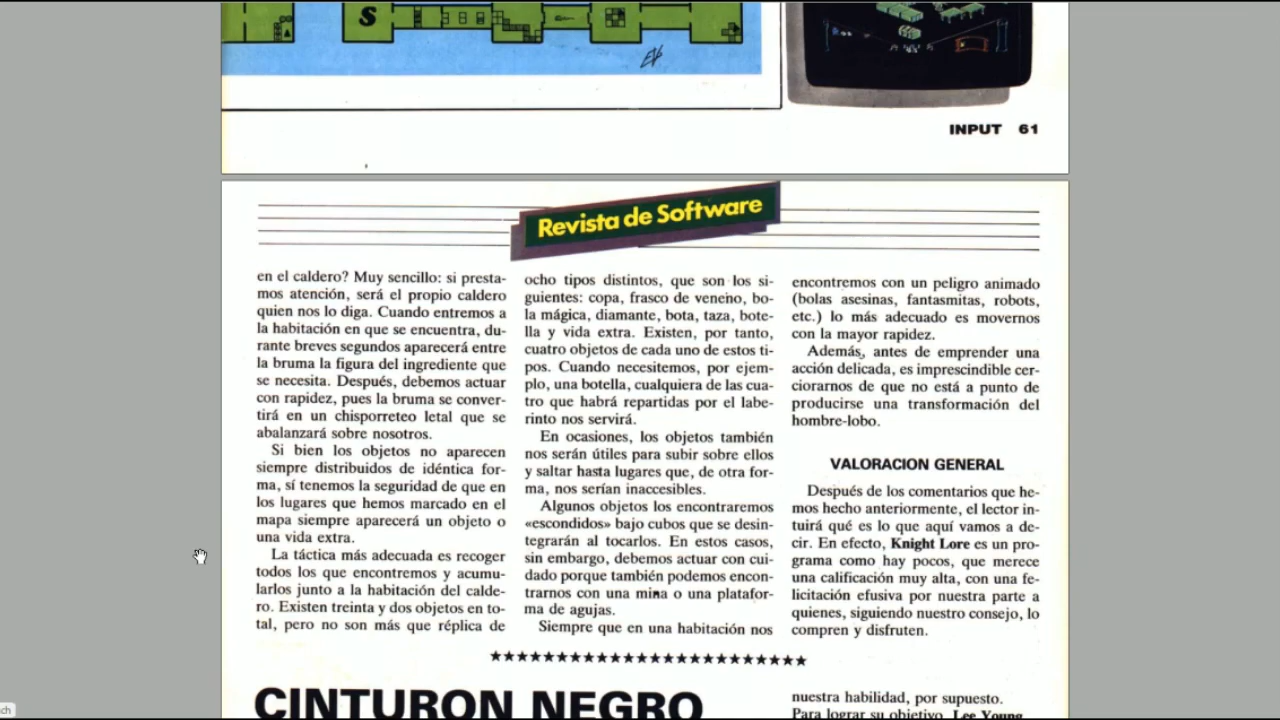 S
INPUT 61
Revista de Software
en el caldero? Muy sencillo: si presta-
mos atención, será el propio caldero
quien nos lo diga. Cuando entremos a
la habitación en que se encuentra, du-
rante breves segundos aparecerá entre
la bruma la figura del ingrediente que
se necesita. Después, debemos actuar
con rapidez, pues la bruma se conver-
tirá en un chisporreteo letal que se
abalanzará sobre nosotros.
Si bien los objetos no aparecen
siempre distribuidos de idéntica for-
ma, sí tenemos la seguridad de que en
los lugares que hemos marcado en el
mapa siempre aparecerá un objeto o
una vida extra.
La táctica más adecuada es recoger
todos los que encontremos y acumu-
larlos junto a la habitación del calde-
ro. Existen treinta y dos objetos en to-
tal, pero no son más que réplica de
ocho tipos distintos, que son los si-
guientes: copa, frasco de veneno, bo-
la mágica, diamante, bota, taza, bote-
lla y vida extra. Existen, por tanto,
cuatro objetos de cada uno de estos ti-
pos. Cuando necesitemos, por ejem-
plo, una botella, cualquiera de las cua-
tro que habrá repartidas por el labe-
rinto nos servirá.
En ocasiones, los objetos también
nos serán útiles para subir sobre ellos
y saltar hasta lugares que, de otra for-
ma, nos serían inaccesibles.
Algunos objetos los encontraremos
«escondidos» bajo cubos que se desin-
tegrarán al tocarlos. En estos casos,
sin embargo, debemos actuar con cui-
dado porque también podemos encon-
trarnos con una mina o una platafor-
ma de agujas.
Siempre que en una habitación nos
encontremos con un peligro animado
(bolas asesinas, fantasmitas, robots,
etc.) lo más adecuado es movernos
con la mayor rapidez.
Además, antes de emprender una
acción delicada, es imprescindible cer-
ciorarnos de que no está a punto de
producirse una transformación del
hombre-lobo.
VALORACION GENERAL
Después de los comentarios que he-
mos hecho anteriormente, el lector in-
tuirá qué es lo que aquí vamos a de-
cir. En efecto, Knight Lore es un pro-
grama como hay pocos, que merece
una calificación muy alta, con una fe-
licitación efusiva por nuestra parte a
quienes, siguiendo nuestro consejo, lo
compren y disfruten.
CINTURON NEGRO
nuestra habilidad, por supuesto.
Para lograr su objetivo, Lee Young,